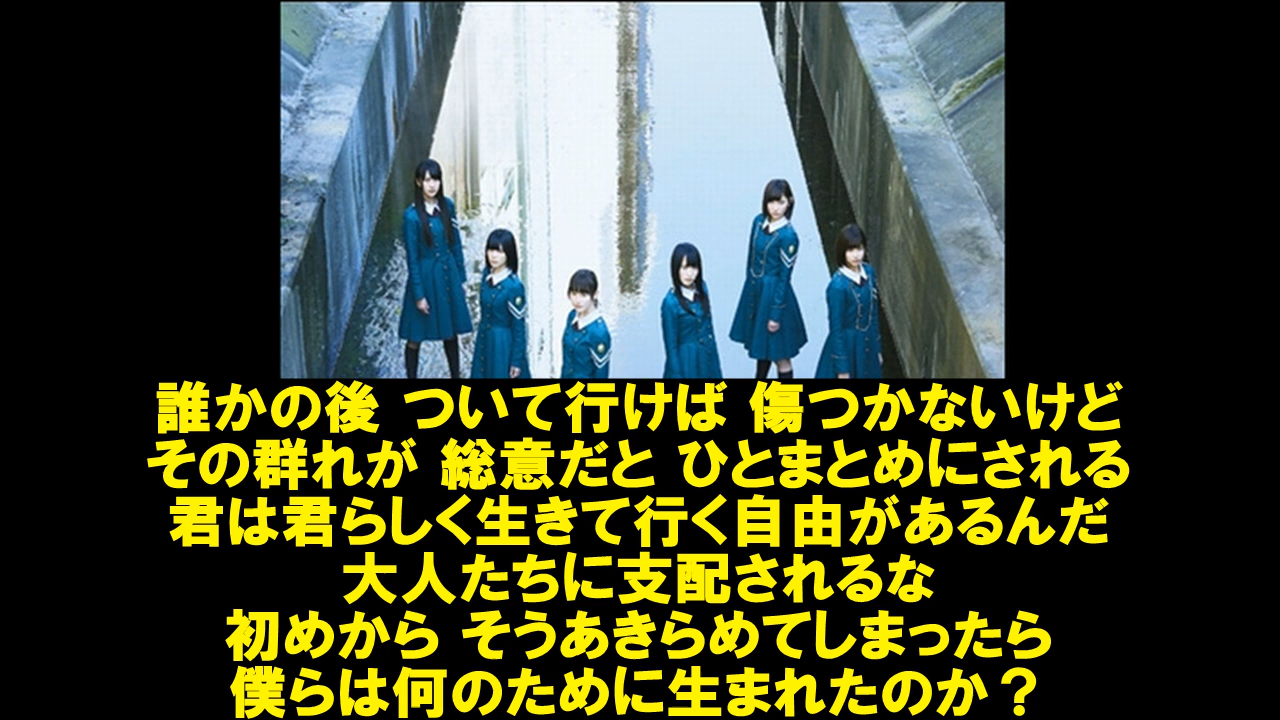 誰かの後 ついて行けば 傷つかないけど
その群れが 総意だと ひとまとめにされる
君は君らしく生きて行く自由があるんだ
大人たちに支配されるな
初めから そうあきらめてしまったら
僕らは何のために生まれたのか？